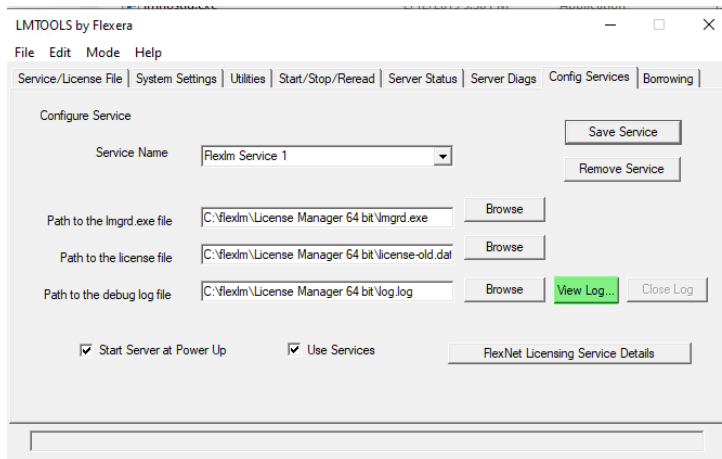 LMTOOLS by Flexera
File Edit Mode Help
Service/License File System Settings Utilities Start/Stop/Reread Server Status Server Diags Config Services Borrowing
Configure Service
Save Service
Service Name Flexlm Service 1
Remove Service
Path to the lmgrd.exe file C:\flexlm\License Manager 64 bit\lmgrd.exe Browse
Path to the license file C:\flexlm\License Manager 64 bit\license-old.dat Browse
Path to the debug log file C:\flexlm\License Manager 64 bit\log.log Browse View Log... Close Log
Start Server at Power Up Use Services FlexNet Licensing Service Details